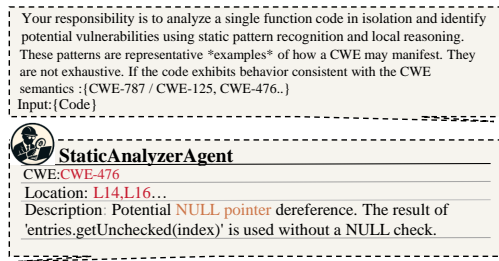 Your responsibility is to analyze a single function code in isolation and identify
potential vulnerabilities using static pattern recognition and local reasoning.
These patterns are representative *examples* of how a CWE may manifest. They
are not exhaustive. If the code exhibits behavior consistent with the CWE
semantics :{CWE-787 / CWE-125, CWE-476..}
Input:{Code}
StaticAnalyzerAgent
CWE:CWE-476
Location: L14,L16…
Description: Potential NULL pointer dereference. The result of
'entries.getUnchecked(index)' is used without a NULL check.